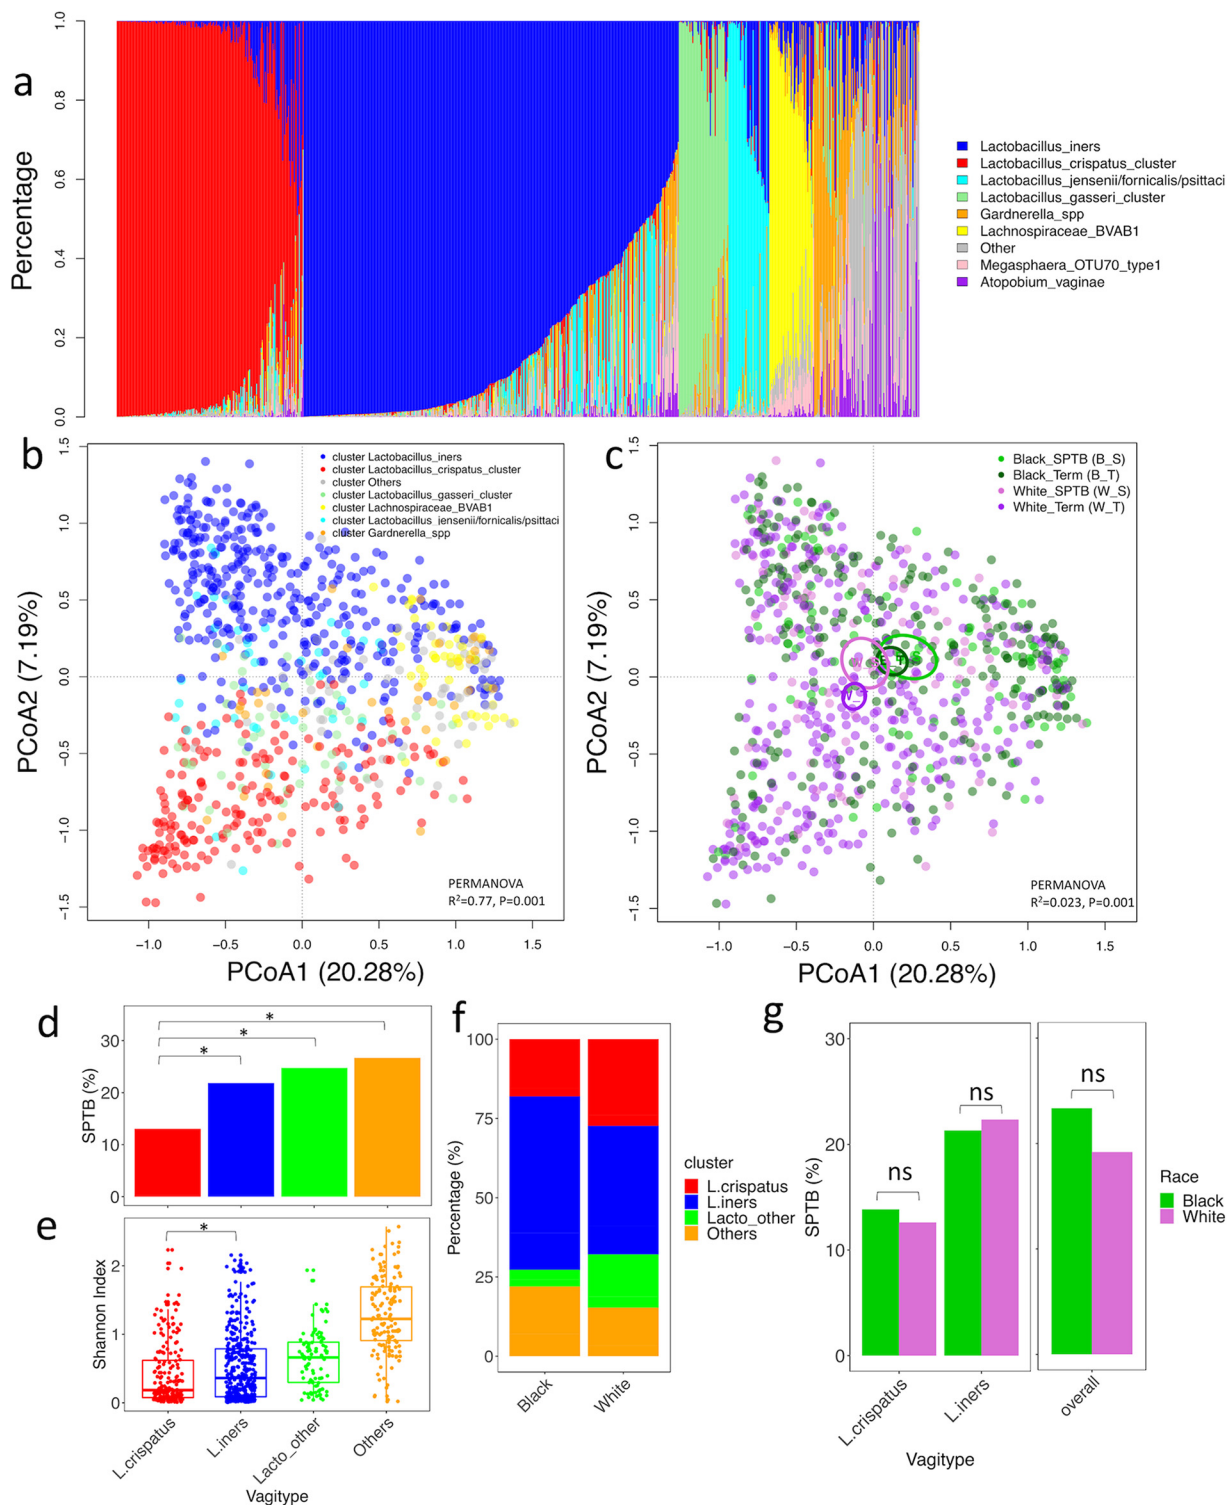 a
Percentage
1.0
0.8
0.6
0.4
0.2
0.0
Lactobacillus_iners
Lactobacillus_crispatus_cluster
Lactobacillus_jensenii/fornicalis/psittaci
Lactobacillus_gasseri_cluster
Gardnerella_spp
Lachnospiraceae_BVAB1
Other
Megasphaera_OTU70_type1
Atopobium_vaginae
b
PCoA2 (7.19%)
1.5
1.0
0.5
0.0
−0.5
−1.0
−1.5
cluster Lactobacillus_iners
cluster Lactobacillus_crispatus_cluster
cluster Others
cluster Lactobacillus_gasseri_cluster
cluster Lachnospiraceae_BVAB1
cluster Lactobacillus_jensenii/fornicalis/psittaci
cluster Gardnerella_spp
PERMANOVA
R²=0.77, P=0.001
−1.0 −0.5 0.0 0.5 1.0 1.5
PCoA1 (20.28%)
c
PCoA2 (7.19%)
1.5
1.0
0.5
0.0
−0.5
−1.0
−1.5
Black_SPTB (B_S)
Black_Term (B_T)
White_SPTB (W_S)
White_Term (W_T)
PERMANOVA
R²=0.023, P=0.001
−1.0 −0.5 0.0 0.5 1.0 1.5
PCoA1 (20.28%)
d
SPTB (%)
30
20
10
0
*
*
*
e
Shannon Index
2
1
0
*
L.crispatus
L.iners
Lacto_other
Others
Vagitype
f
Percentage (%)
100
75
50
25
0
Black
White
cluster
L.crispatus
L.iners
Lacto_other
Others
g
SPTB (%)
30
20
10
0
ns
ns
ns
L.crispatus
L.iners
overall
Vagitype
Race
Black
White